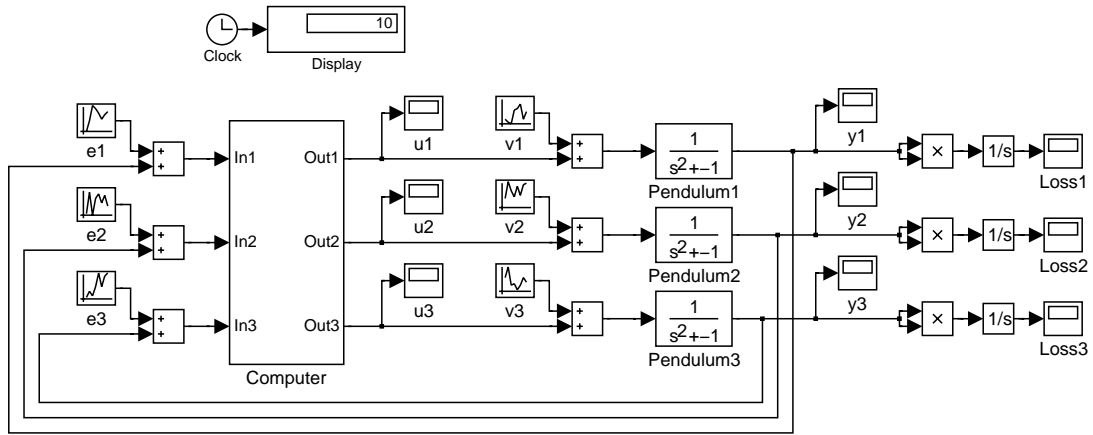 10
Clock
Display
e1
+
+
e2
+
+
e3
+
+
In1
Out1
In2
Out2
In3
Out3
Computer
u1
u2
u3
v1
+
+
v2
+
+
v3
+
+
1
s2+-1
Pendulum1
1
s2+-1
Pendulum2
1
s2+-1
Pendulum3
y1
×
1/s
Loss1
y2
×
1/s
Loss2
y3
×
1/s
Loss3